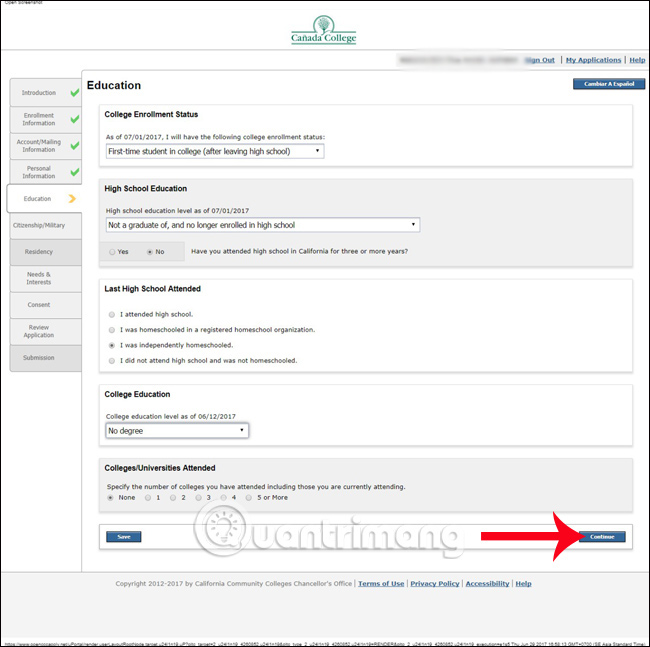 Open Screenshot
Cañada College
Sign Out | My Applications | Help
Education
Cambiar A Español
Introduction
Enrollment
Information
Account/Mailing
Information
Personal
Information
Education
Citizenship/Military
Residency
Needs &
Interests
Consent
Review
Application
Submission
College Enrollment Status
As of 07/01/2017, I will have the following college enrollment status:
First-time student in college (after leaving high school)
High School Education
High school education level as of 07/01/2017
Not a graduate of, and no longer enrolled in high school
Yes No Have you attended high school in California for three or more years?
Last High School Attended
I attended high school.
I was homeschooled in a registered homeschool organization.
I was independently homeschooled.
I did not attend high school and was not homeschooled.
College Education
College education level as of 06/12/2017
No degree
Colleges/Universities Attended
Specify the number of colleges you have attended including those you are currently attending.
None 1 2 3 4 5 or More
Save
Quantrimang
Continue
Copyright 2012-2017 by California Community Colleges Chancellor's Office | Terms of Use | Privacy Policy | Accessibility | Help